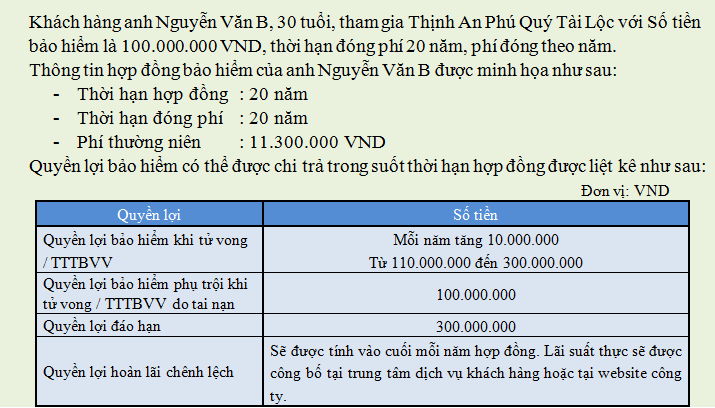 Khách hàng anh Nguyễn Văn B, 30 tuổi, tham gia Thịnh An Phú Quý Tài Lộc với Số tiền
bảo hiểm là 100.000.000 VND, thời hạn đóng phí 20 năm, phí đóng theo năm.
Thông tin hợp đồng bảo hiểm của anh Nguyễn Văn B được minh họa như sau:
- Thời hạn hợp đồng : 20 năm
- Thời hạn đóng phí : 20 năm
- Phí thường niên : 11.300.000 VND
Quyền lợi bảo hiểm có thể được chi trả trong suốt thời hạn hợp đồng được liệt kê như sau:
Đơn vị: VND
Quyền lợi Số tiền
Quyền lợi bảo hiểm khi tử vong
/ TTTBVV
Mỗi năm tăng 10.000.000
Từ 110.000.000 đến 300.000.000
Quyền lợi bảo hiểm phụ trội khi
tử vong / TTTBVV do tai nạn
100.000.000
Quyền lợi đáo hạn 300.000.000
Quyền lợi hoàn lãi chênh lệch
Sẽ được tính vào cuối mỗi năm hợp đồng. Lãi suất thực sẽ được
công bố tại trung tâm dịch vụ khách hàng hoặc tại website công
ty.